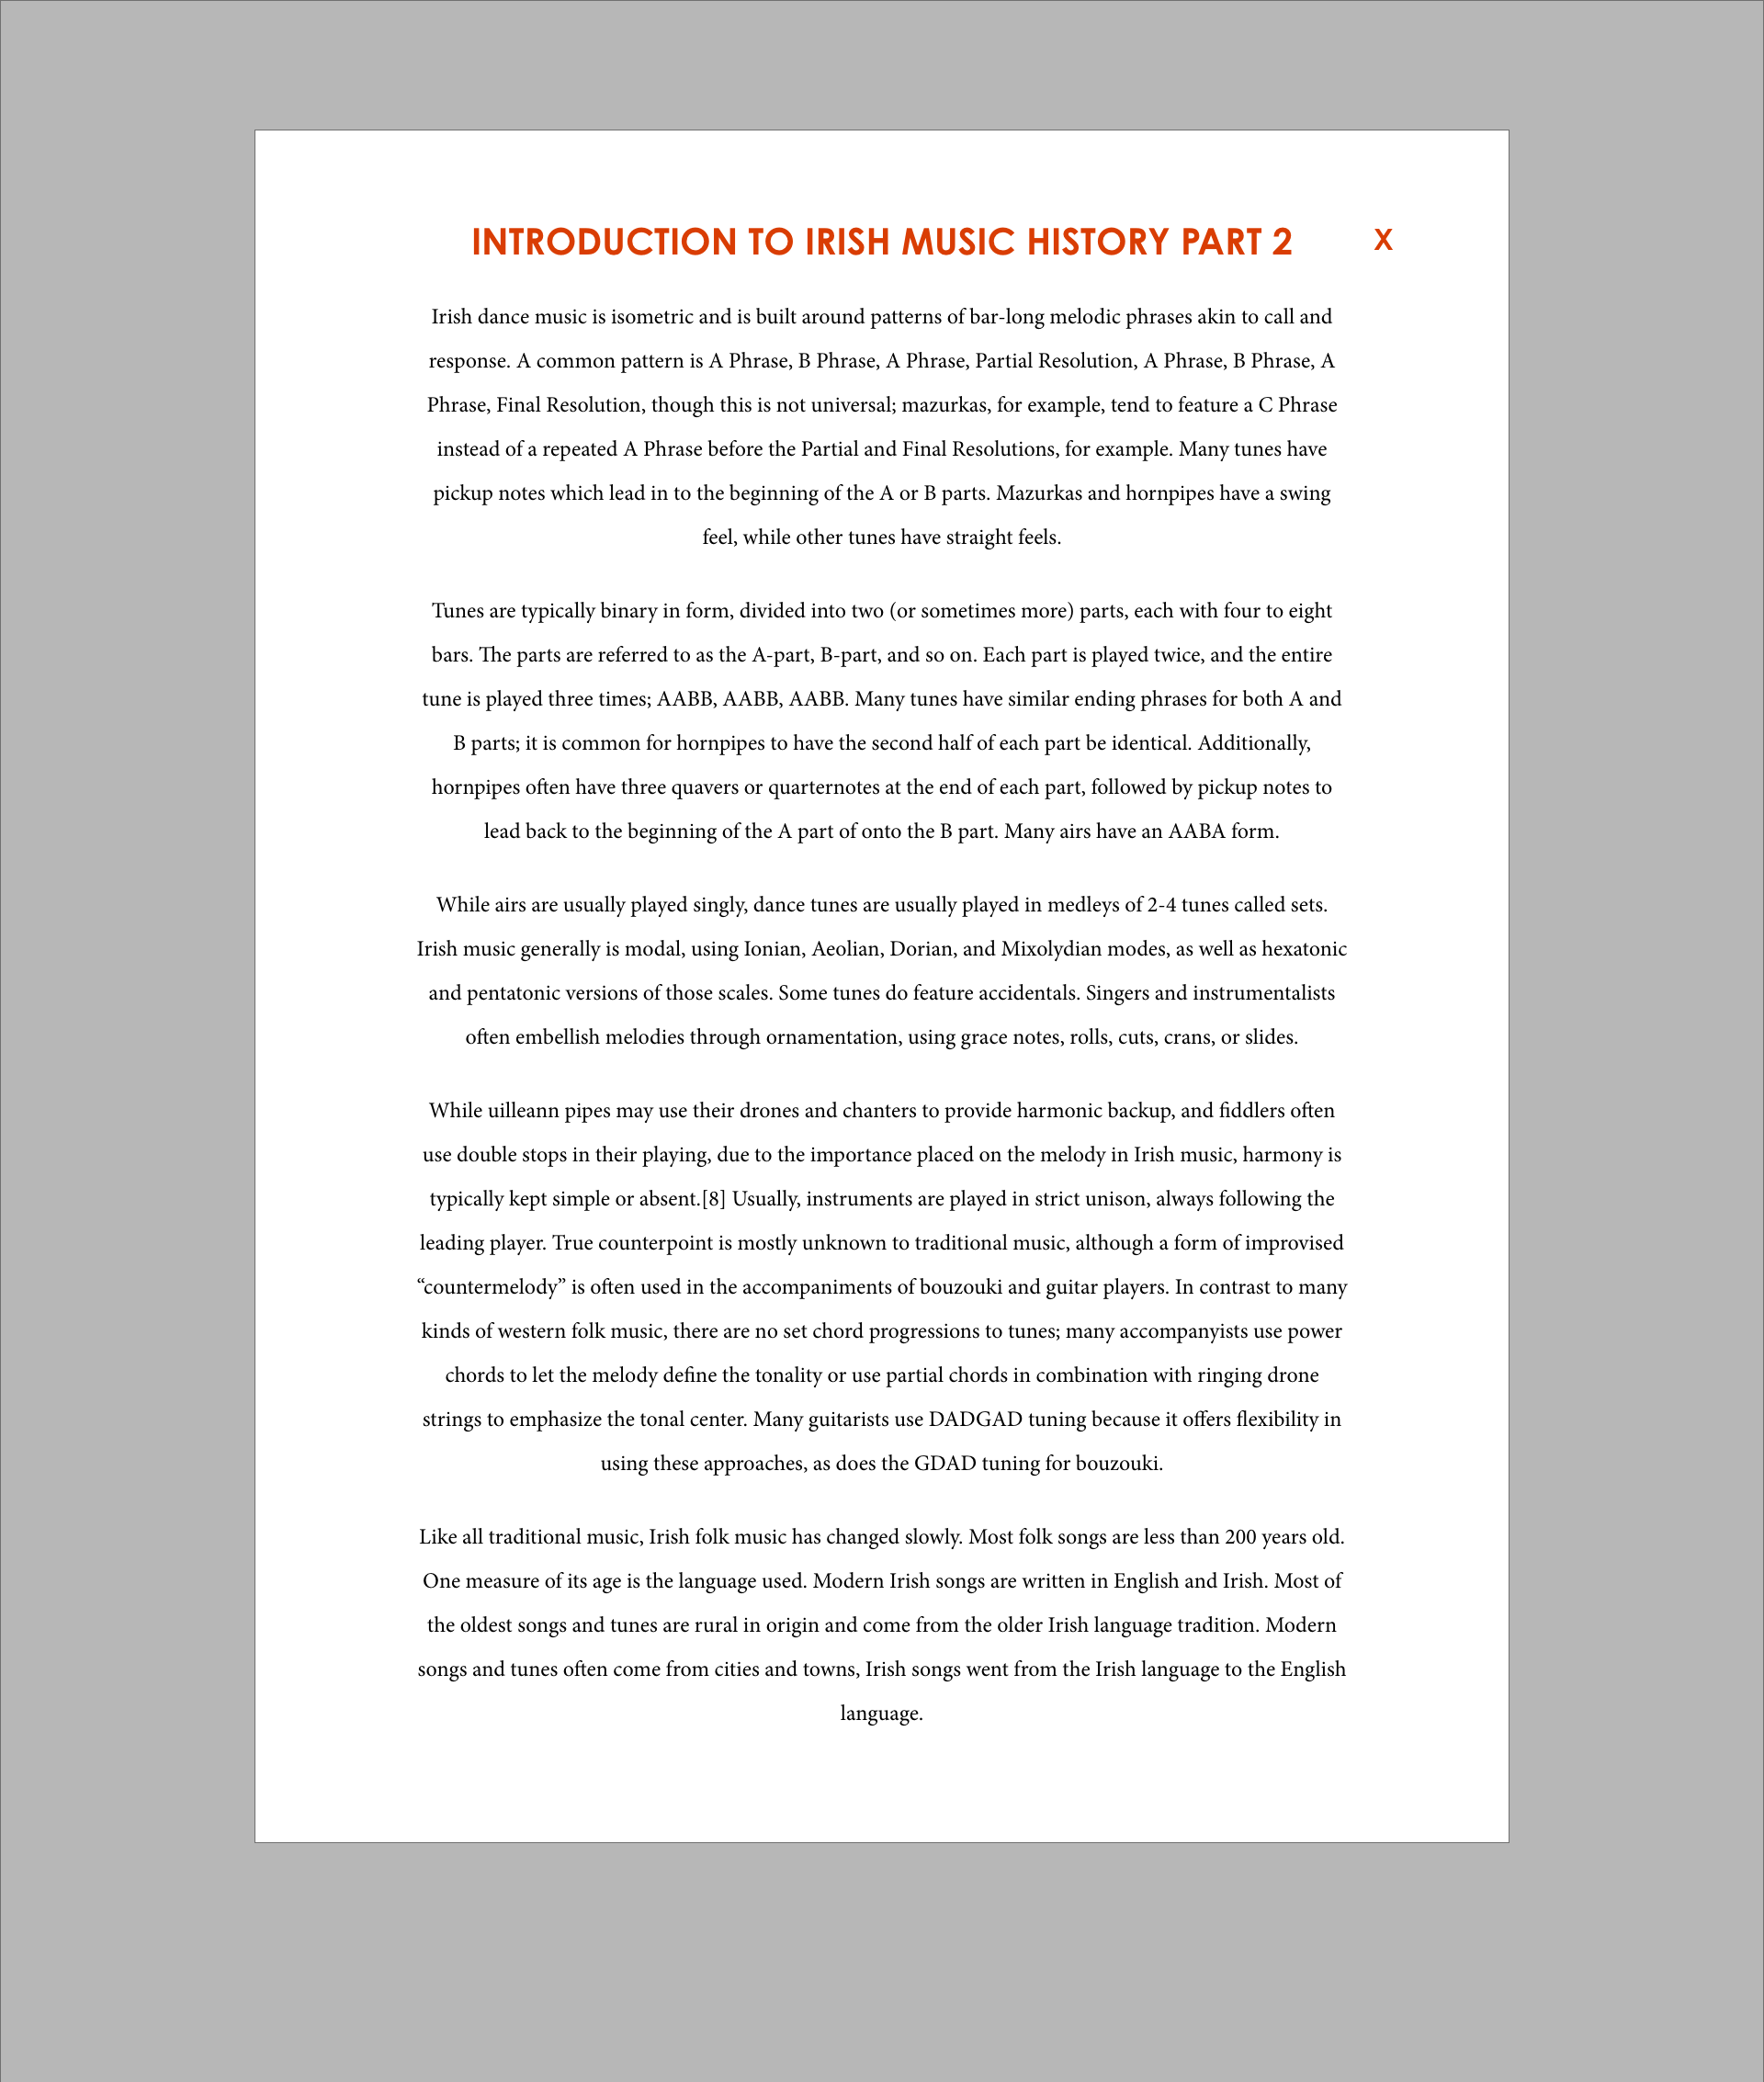 INTRODUCTION TO IRISH MUSIC HISTORY PART 2 X
Irish dance music is isometric and is built around patterns of bar-long melodic phrases akin to call and
response. A common pattern is A Phrase, B Phrase, A Phrase, Partial Resolution, A Phrase, B Phrase, A
Phrase, Final Resolution, though this is not universal; mazurkas, for example, tend to feature a C Phrase
instead of a repeated A Phrase before the Partial and Final Resolutions, for example. Many tunes have
pickup notes which lead in to the beginning of the A or B parts. Mazurkas and hornpipes have a swing
feel, while other tunes have straight feels.
Tunes are typically binary in form, divided into two (or sometimes more) parts, each with four to eight
bars. The parts are referred to as the A-part, B-part, and so on. Each part is played twice, and the entire
tune is played three times; AABB, AABB, AABB. Many tunes have similar ending phrases for both A and
B parts; it is common for hornpipes to have the second half of each part be identical. Additionally,
hornpipes often have three quavers or quarternotes at the end of each part, followed by pickup notes to
lead back to the beginning of the A part of onto the B part. Many airs have an AABA form.
While airs are usually played singly, dance tunes are usually played in medleys of 2-4 tunes called sets.
Irish music generally is modal, using Ionian, Aeolian, Dorian, and Mixolydian modes, as well as hexatonic
and pentatonic versions of those scales. Some tunes do feature accidentals. Singers and instrumentalists
often embellish melodies through ornamentation, using grace notes, rolls, cuts, crans, or slides.
While uilleann pipes may use their drones and chanters to provide harmonic backup, and fiddlers often
use double stops in their playing, due to the importance placed on the melody in Irish music, harmony is
typically kept simple or absent.[8] Usually, instruments are played in strict unison, always following the
leading player. True counterpoint is mostly unknown to traditional music, although a form of improvised
“countermelody” is often used in the accompaniments of bouzouki and guitar players. In contrast to many
kinds of western folk music, there are no set chord progressions to tunes; many accompanyists use power
chords to let the melody define the tonality or use partial chords in combination with ringing drone
strings to emphasize the tonal center. Many guitarists use DADGAD tuning because it offers flexibility in
using these approaches, as does the GDAD tuning for bouzouki.
Like all traditional music, Irish folk music has changed slowly. Most folk songs are less than 200 years old.
One measure of its age is the language used. Modern Irish songs are written in English and Irish. Most of
the oldest songs and tunes are rural in origin and come from the older Irish language tradition. Modern
songs and tunes often come from cities and towns, Irish songs went from the Irish language to the English
language.